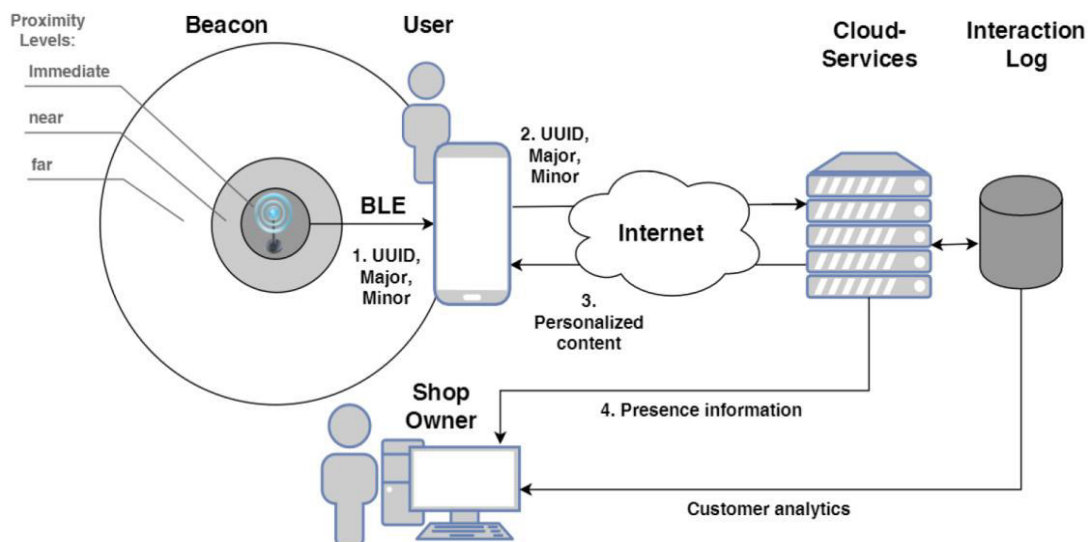 Proximity
Levels:
Immediate
near
far
Beacon
User
Cloud-
Services
Interaction
Log
BLE
1. UUID,
Major,
Minor
2. UUID,
Major,
Minor
Internet
3.
Personalized
content
Shop
Owner
4. Presence information
Customer analytics